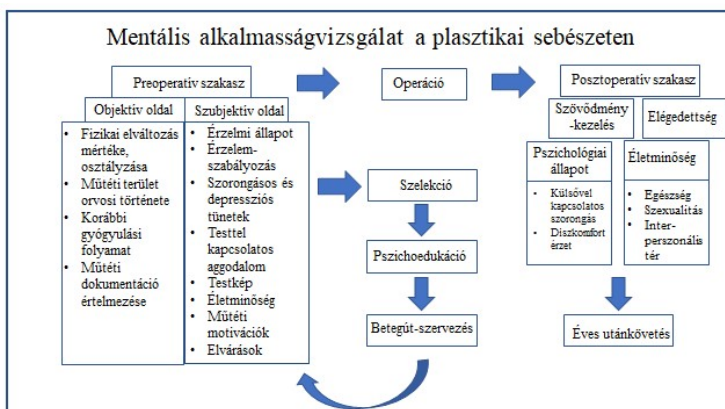 Mentális alkalmasságvizsgálat a plasztikai sebészeten
Preoperatív szakasz
Operáció
Posztoperatív szakasz
Objektív oldal
Szubjektív oldal
• Fizikai elváltozás
mértéke,
osztályzása
• Műtéti terület
orvosi története
• Korábbi
gyógyulási
folyamat
• Műtéti
dokumentáció
értelmezése
• Érzelmi állapot
• Érzelem-
szabályozás
• Szorongásos és
depressziós
tünetek
• Testtel
kapcsolatos
aggodalom
• Testkép
• Életminőség
• Műtéti
motivációk
• Elvárások
Szelekció
Pszichoedukáció
Betegút-szervezés
Szövődmény
-kezelés
Elégedettség
Pszichológiai
állapot
• Külsővel
kapcsolatos
szorongás
• Diszkomfort
érzet
Életminőség
• Egészség
• Szexualitás
• Inter-
perszonális
tér
Éves utánkövetés